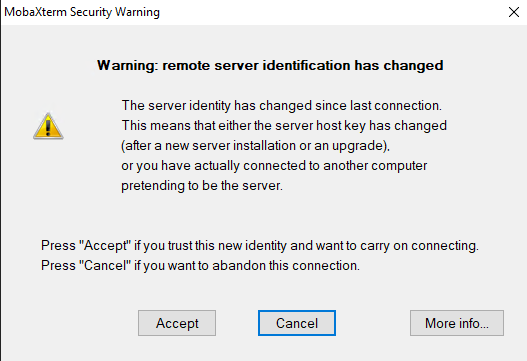 MobaXterm Security Warning
Warning: remote server identification has changed
The server identity has changed since last connection.
This means that either the server host key has changed
(after a new server installation or an upgrade),
or you have actually connected to another computer
pretending to be the server.
Press "Accept" if you trust this new identity and want to carry on connecting.
Press "Cancel" if you want to abandon this connection.
Accept
Cancel
More info...